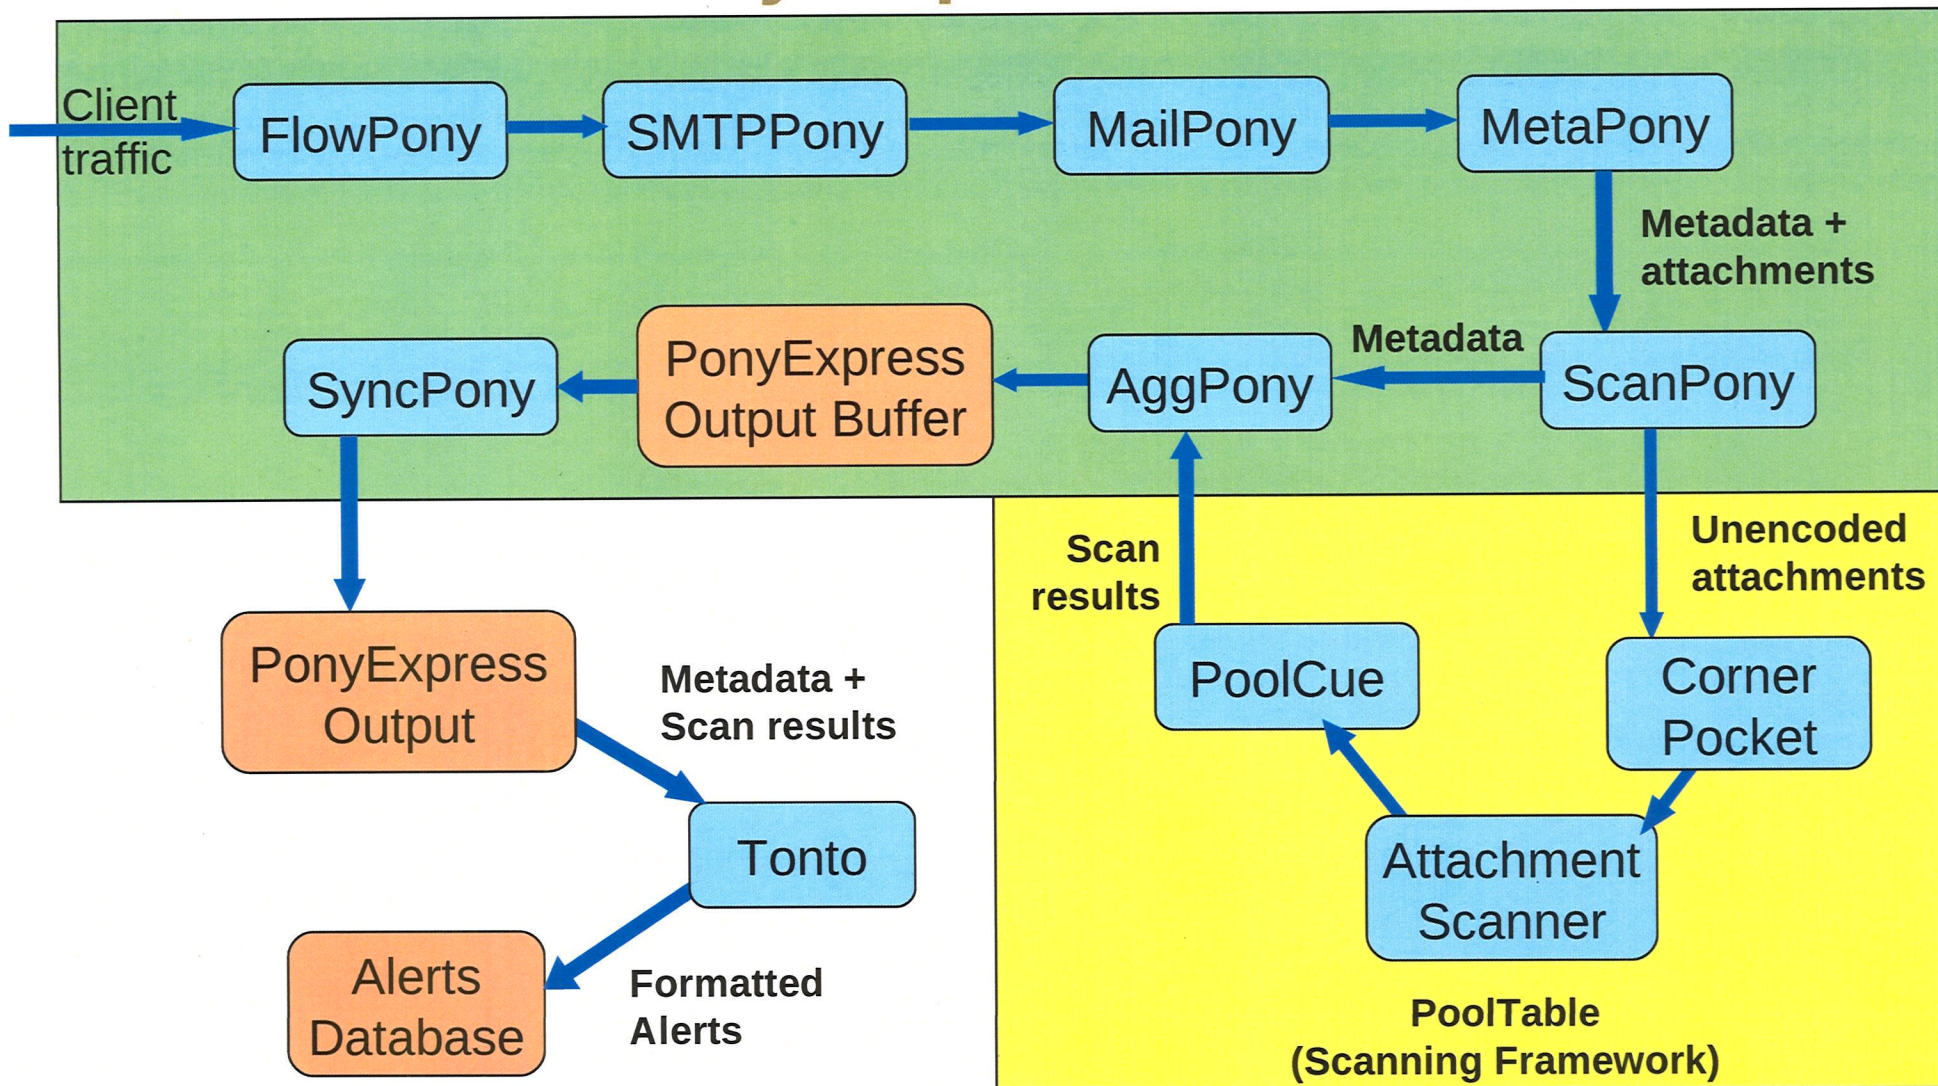 Client
traffic
FlowPony
SMTPPony
MailPony
MetaPony
Metadata +
attachments
SyncPony
PonyExpress
Output Buffer
AggPony
Metadata
ScanPony
Scan
results
Unencoded
attachments
PonyExpress
Output
Metadata +
Scan results
PoolCue
Corner
Pocket
Tonto
Attachment
Scanner
Alerts
Database
Formatted
Alerts
PoolTable
(Scanning Framework)